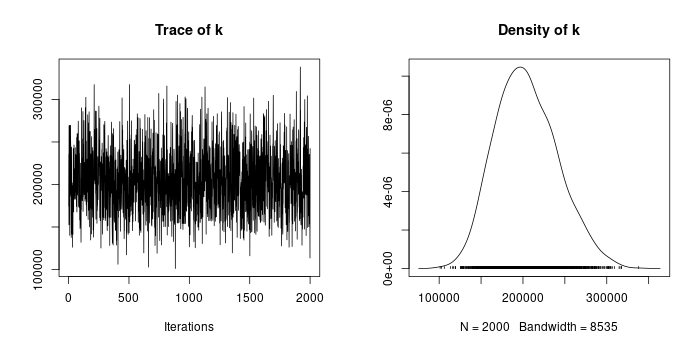 Trace of k
300000
200000
100000
0
500
1000
1500
2000
Iterations
Density of k
8e-06
4e-06
0e+00
100000
200000
300000
N = 2000 Bandwidth = 8535